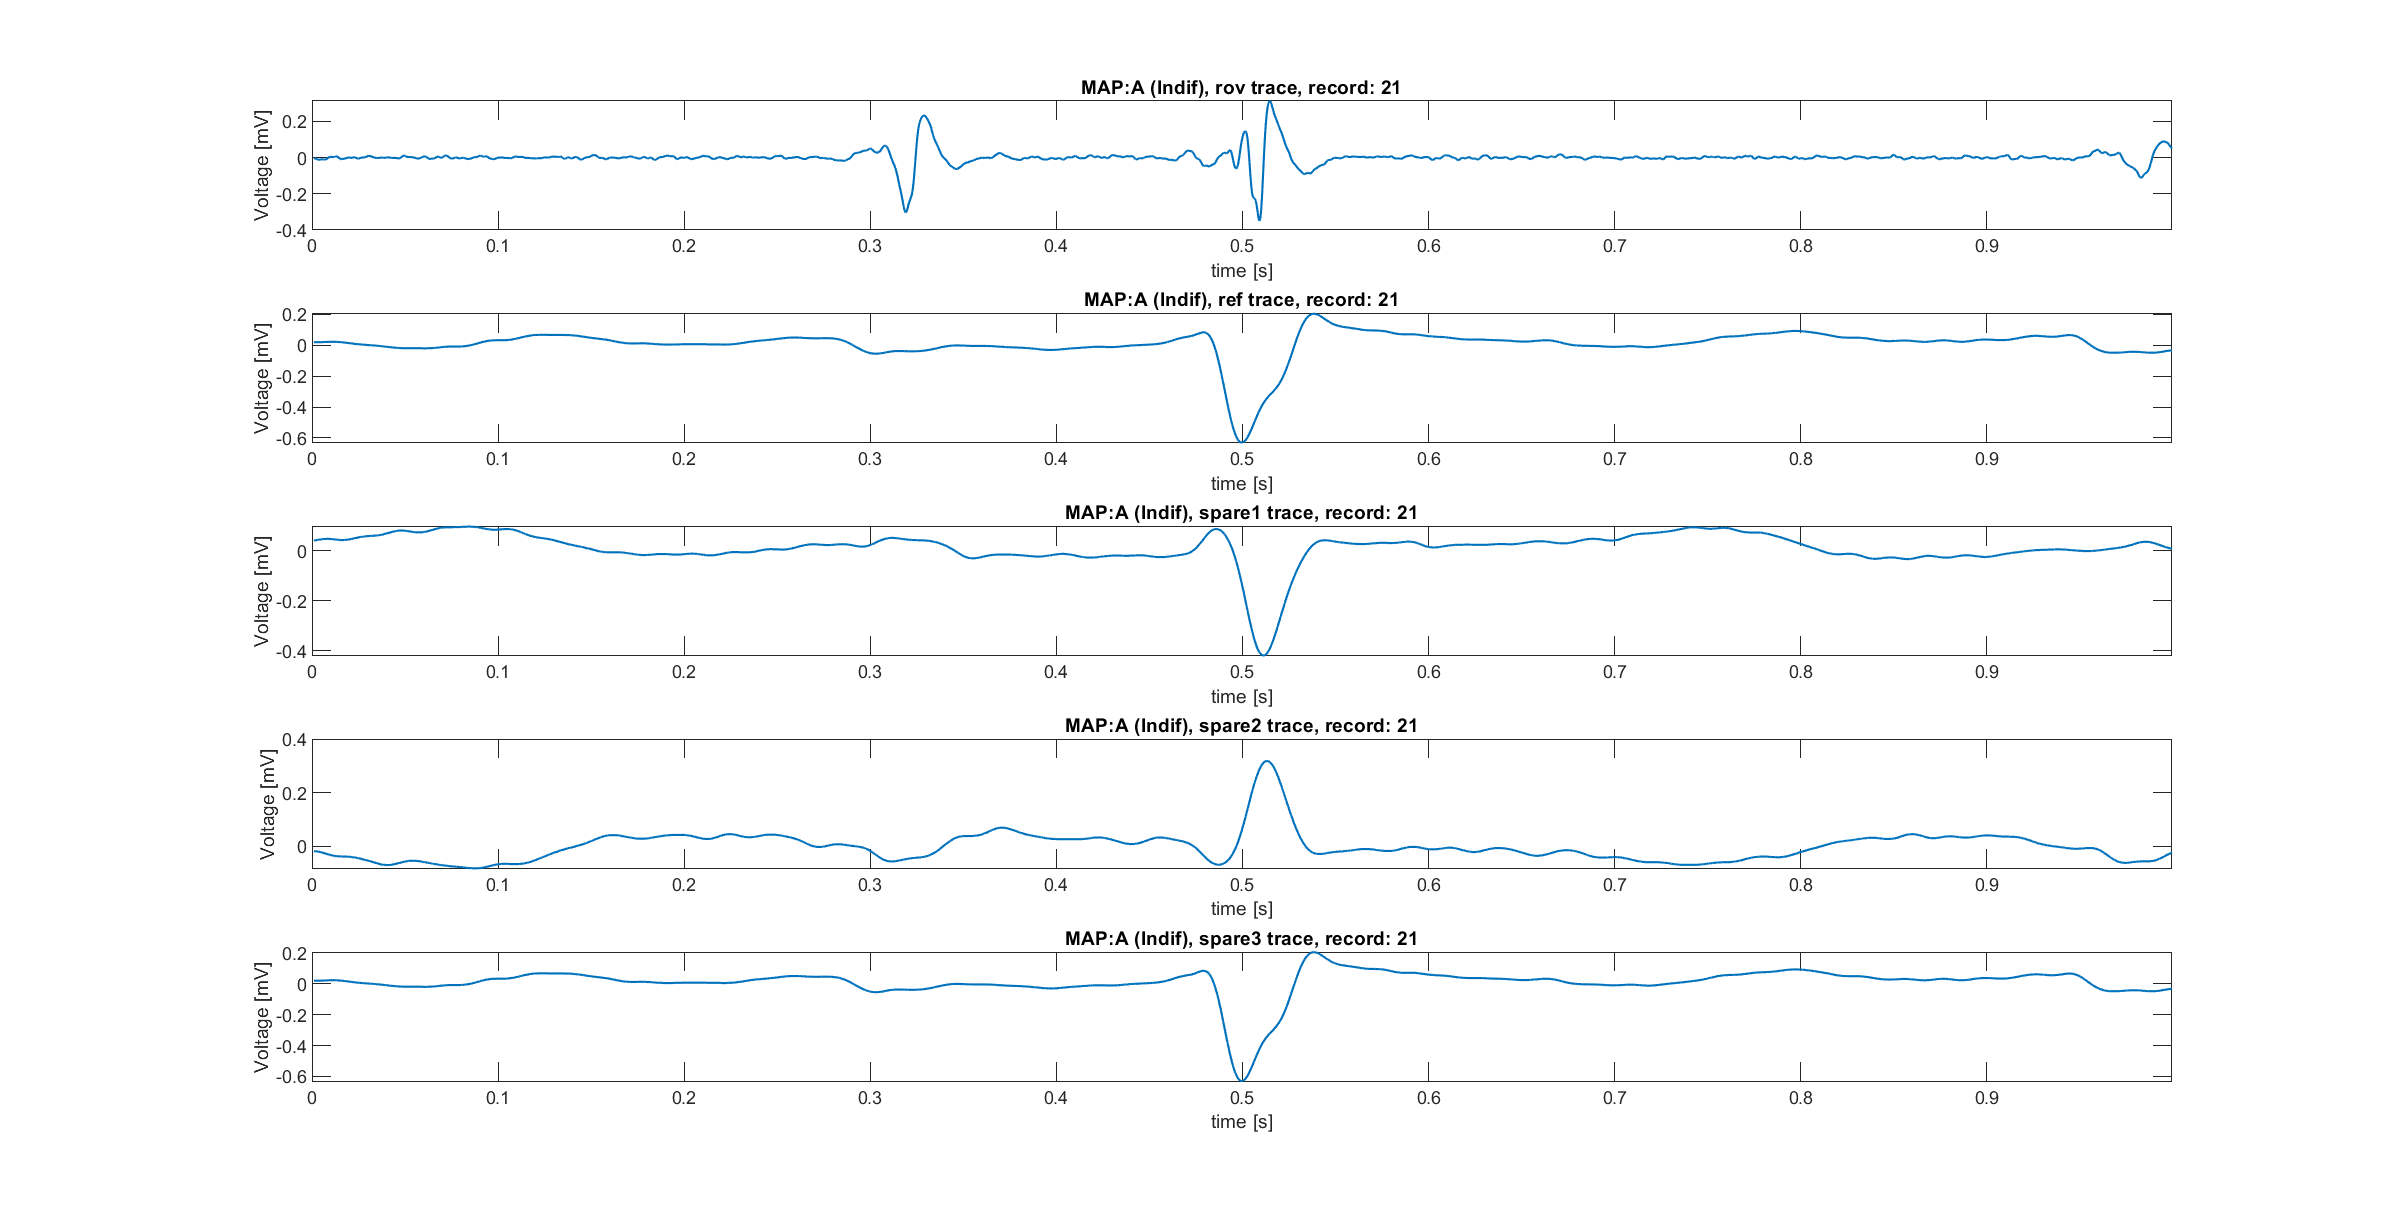 MAP:A (Indif), rov trace, record: 21
Voltage [mV]
0.2
0
-0.2
-0.4
0 0.1 0.2 0.3 0.4 0.5 0.6 0.7 0.8 0.9
time [s]
MAP:A (Indif), ref trace, record: 21
Voltage [mV]
0.2
0
-0.2
-0.4
-0.6
0 0.1 0.2 0.3 0.4 0.5 0.6 0.7 0.8 0.9
time [s]
MAP:A (Indif), spare1 trace, record: 21
Voltage [mV]
0
-0.2
-0.4
0 0.1 0.2 0.3 0.4 0.5 0.6 0.7 0.8 0.9
time [s]
MAP:A (Indif), spare2 trace, record: 21
Voltage [mV]
0.4
0.2
0
0 0.1 0.2 0.3 0.4 0.5 0.6 0.7 0.8 0.9
time [s]
MAP:A (Indif), spare3 trace, record: 21
Voltage [mV]
0.2
0
-0.2
-0.4
-0.6
0 0.1 0.2 0.3 0.4 0.5 0.6 0.7 0.8 0.9
time [s]